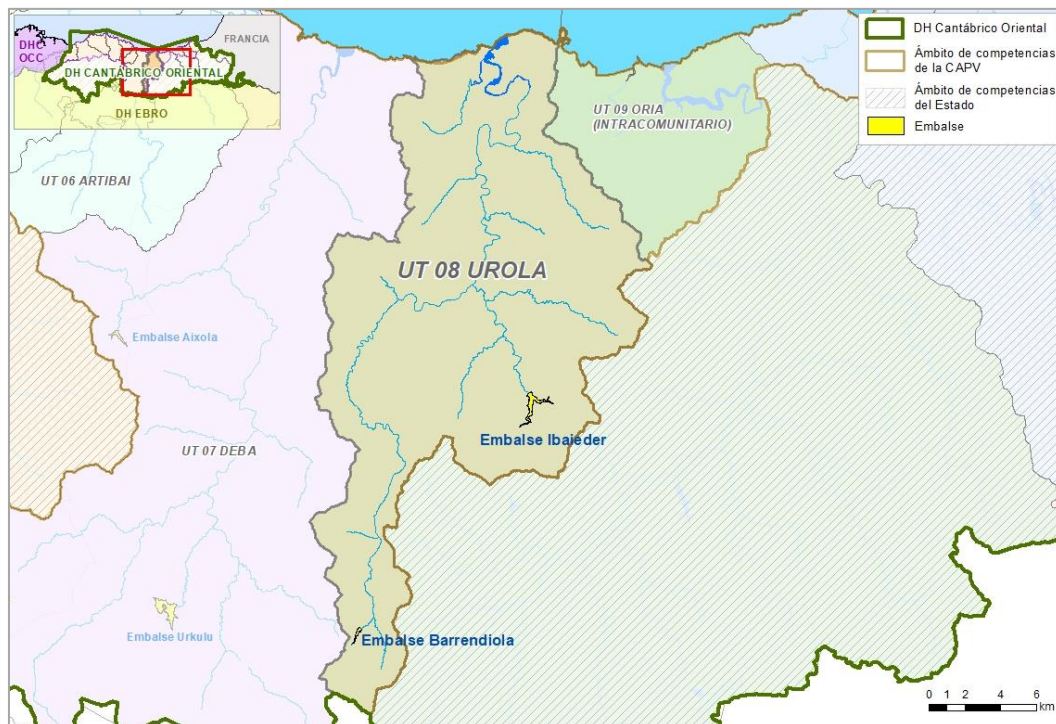 DHC
OCC
FRANCIA
DH CANTÁBRICO ORIENTAL
DH EBRO
DH Cantábrico Oriental
Ámbito de competencias
de la CAPV
Ámbito de competencias
del Estado
Embalse
UT 09 ORIA
(INTRACOMUNITARIO)
UT 06 ARTIBAI
UT 08 UROLA
Embalse Aixola
Embalse Ibaieder
UT 07 DEBA
Embalse Urkulu
Embalse Barrendiola
0 1 2 4 6
km